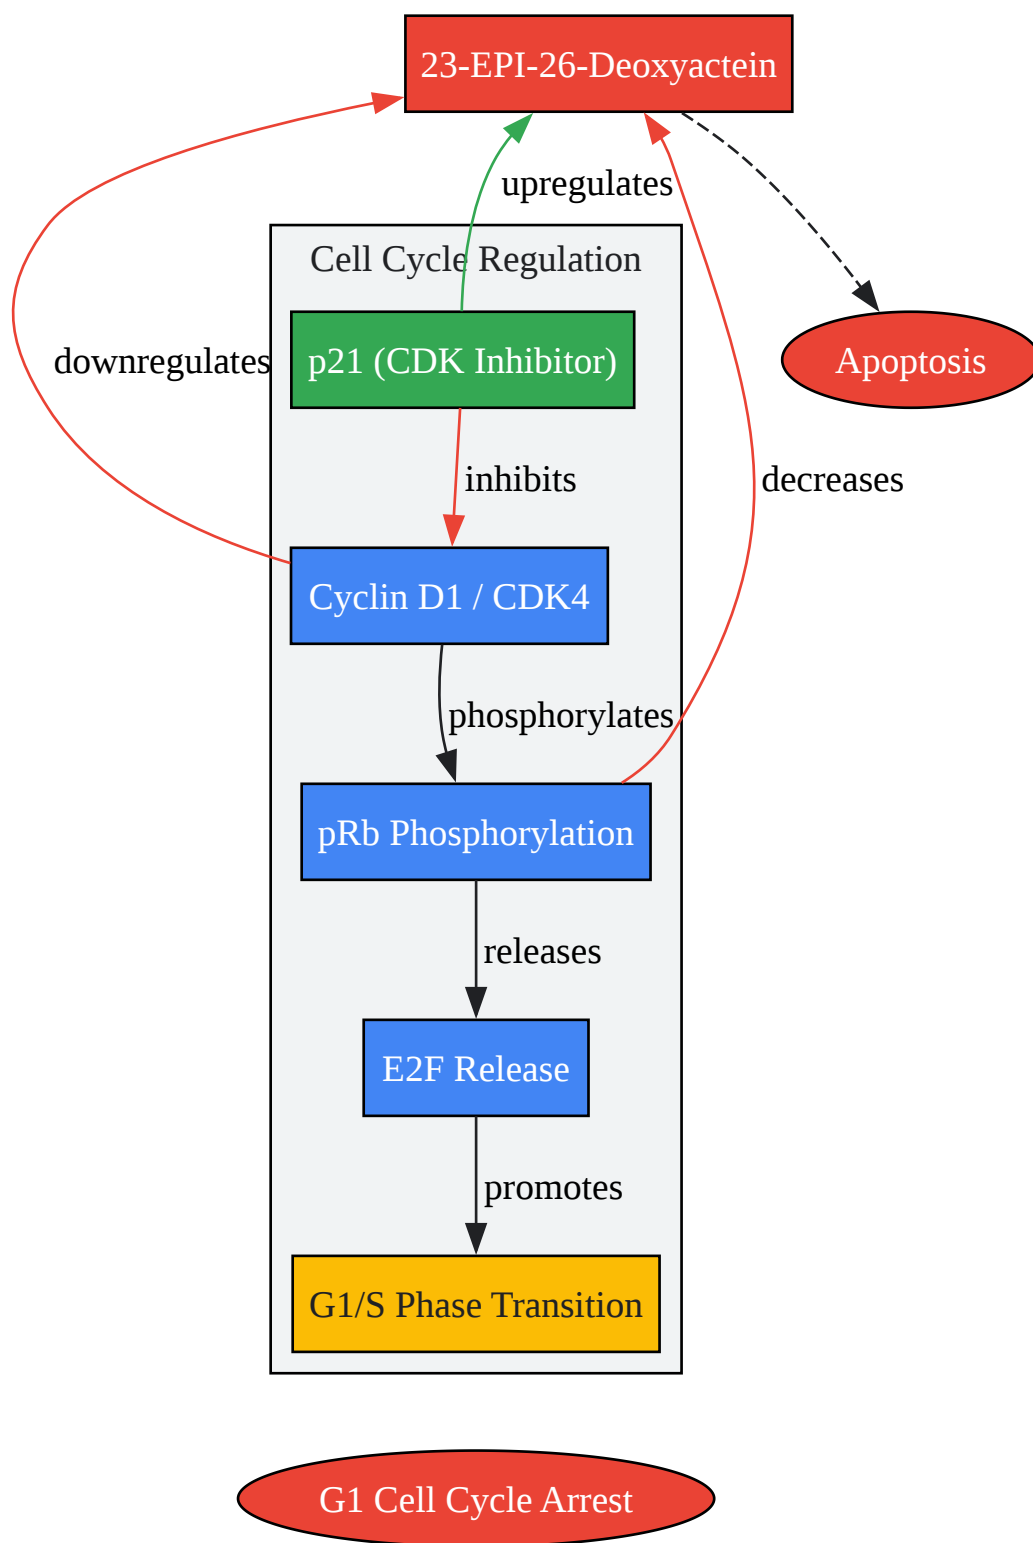 23-EPI-26-Deoxyactein
upregulates
Cell Cycle Regulation
downregulates
p21 (CDK Inhibitor)
Apoptosis
inhibits
decreases
Cyclin D1 / CDK4
phosphorylates
pRb Phosphorylation
releases
E2F Release
promotes
G1/S Phase Transition
G1 Cell Cycle Arrest